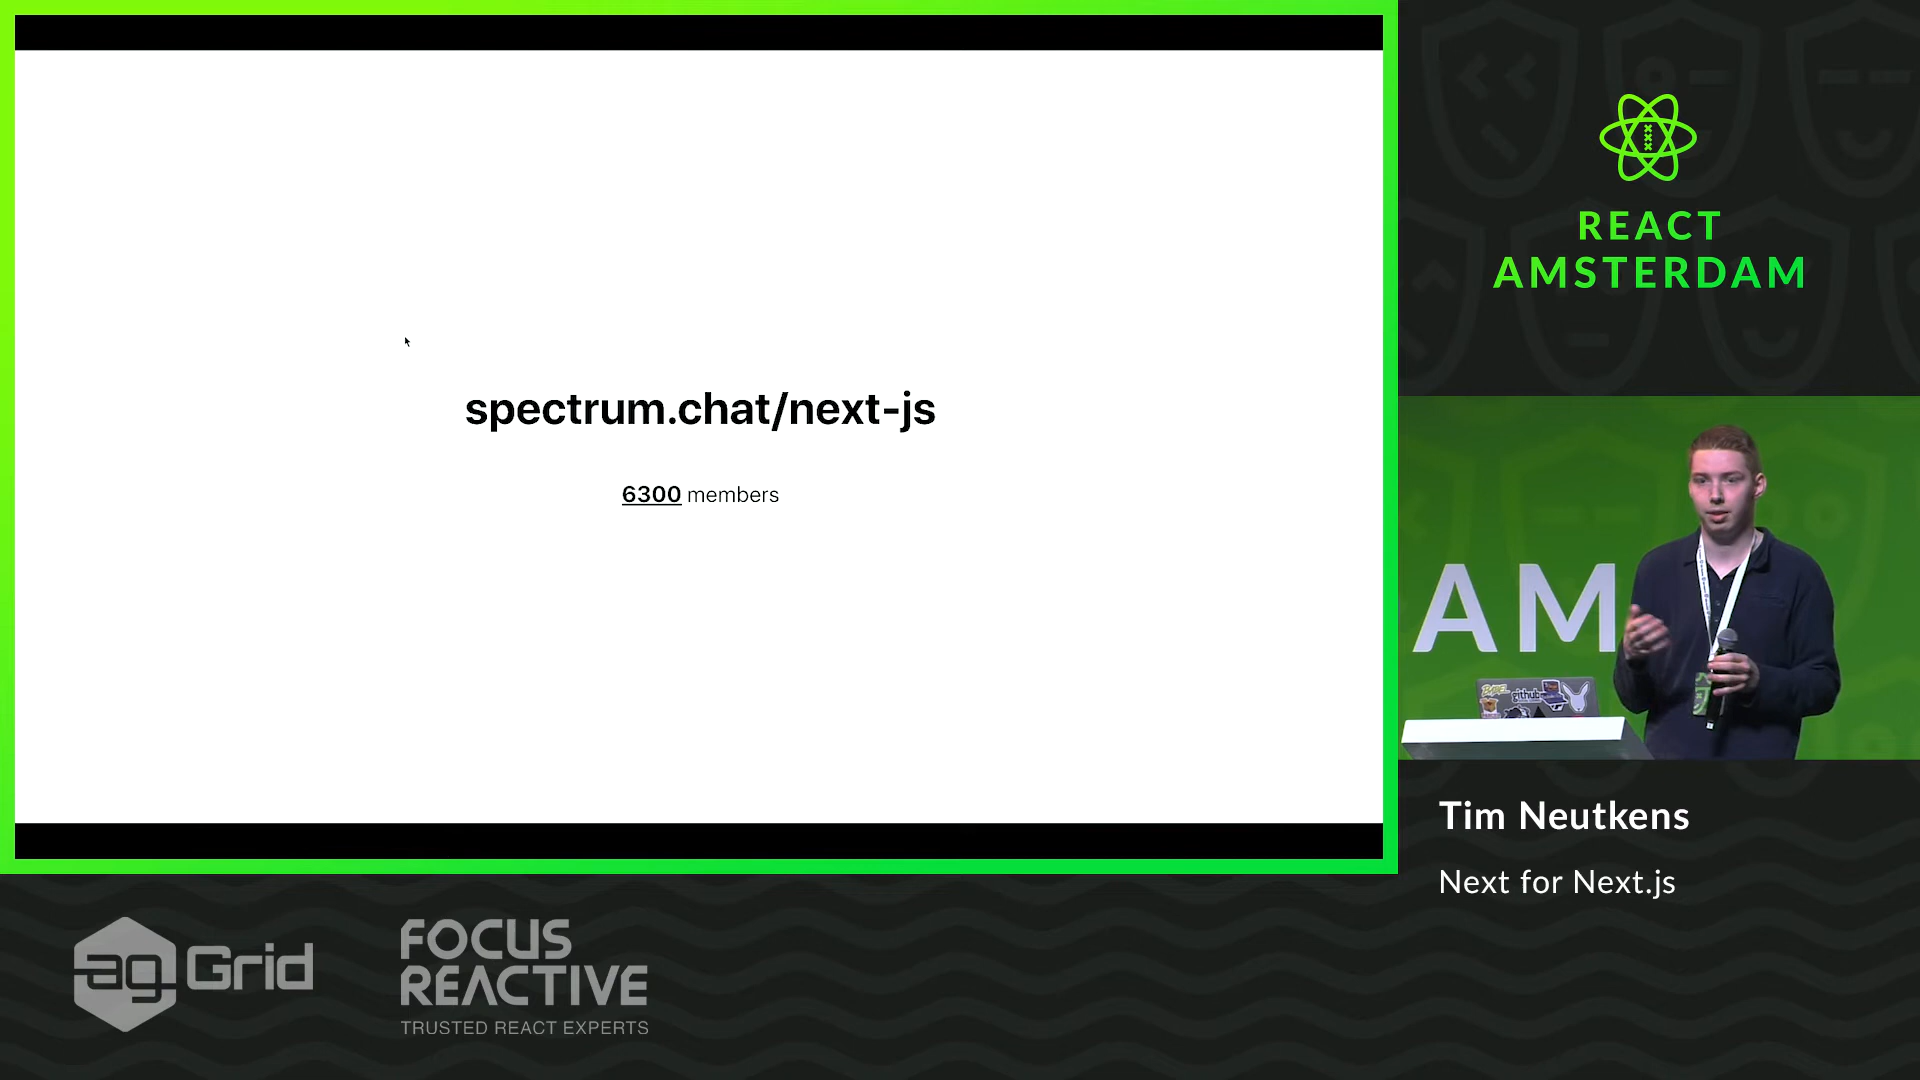 spectrum.chat/next-js
6300 members
REACT
AMSTERDAM
AM
github
Tim Neutkens
Next for Next.js
ag Grid
FOCUS
REACTIVE
TRUSTED REACT EXPERTS